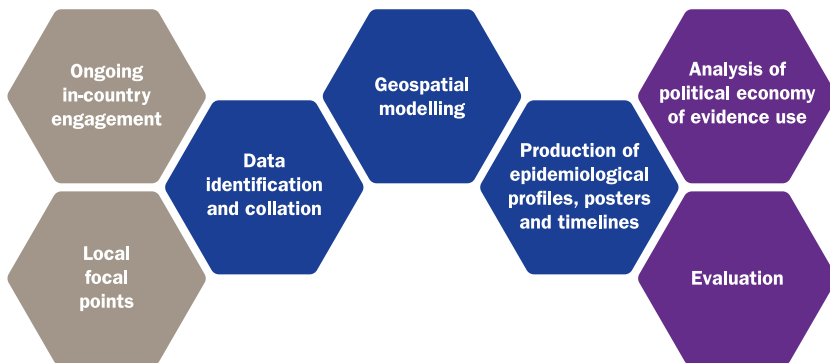 Ongoing
in-country
engagement
Local
focal
points
Data
identification
and collation
Geospatial
modelling
Production of
epidemiological
profiles, posters
and timelines
Analysis of
political economy
of evidence use
Evaluation